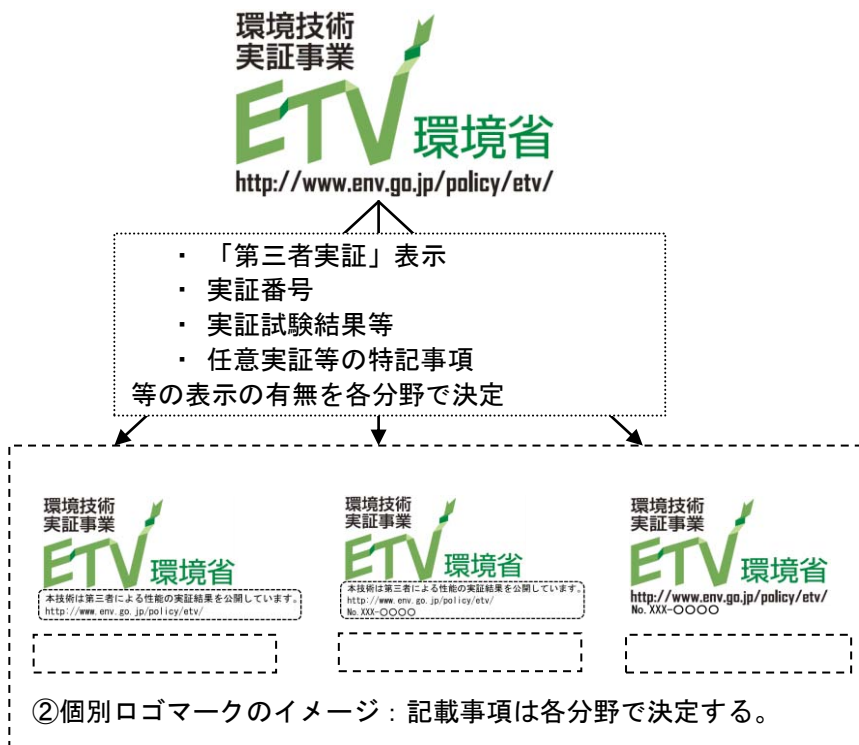 環境技術
実証事業
ETV 環境省
http://www.env.go.jp/policy/etv/
・ 「第三者実証」表示
・ 実証番号
・ 実証試験結果等
・ 任意実証等の特記事項
等の表示の有無を各分野で決定
環境技術
実証事業
ETV 環境省
本技術は第三者による性能の実証結果を公開しています。
http://www.env.go.jp/policy/etv/
環境技術
実証事業
ETV 環境省
本技術は第三者による性能の実証結果を公開しています。
http://www.env.go.jp/policy/etv/
No.XXX-〇〇〇〇
環境技術
実証事業
ETV 環境省
http://www.env.go.jp/policy/etv/
No.XXX-〇〇〇〇
②個別ロゴマークのイメージ：記載事項は各分野で決定する。